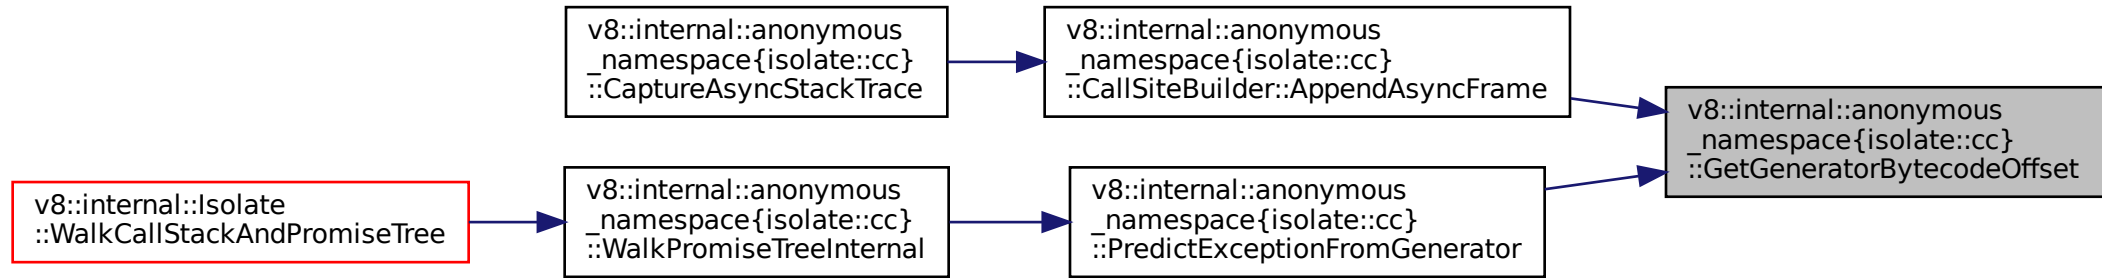 v8::internal::anonymous
_namespace{isolate::cc}
::CaptureAsyncStackTrace
v8::internal::anonymous
_namespace{isolate::cc}
::CallSiteBuilder::AppendAsyncFrame
v8::internal::anonymous
_namespace{isolate::cc}
::GetGeneratorBytecodeOffset
v8::internal::Isolate
::WalkCallStackAndPromiseTree
v8::internal::anonymous
_namespace{isolate::cc}
::WalkPromiseTreeInternal
v8::internal::anonymous
_namespace{isolate::cc}
::PredictExceptionFromGenerator